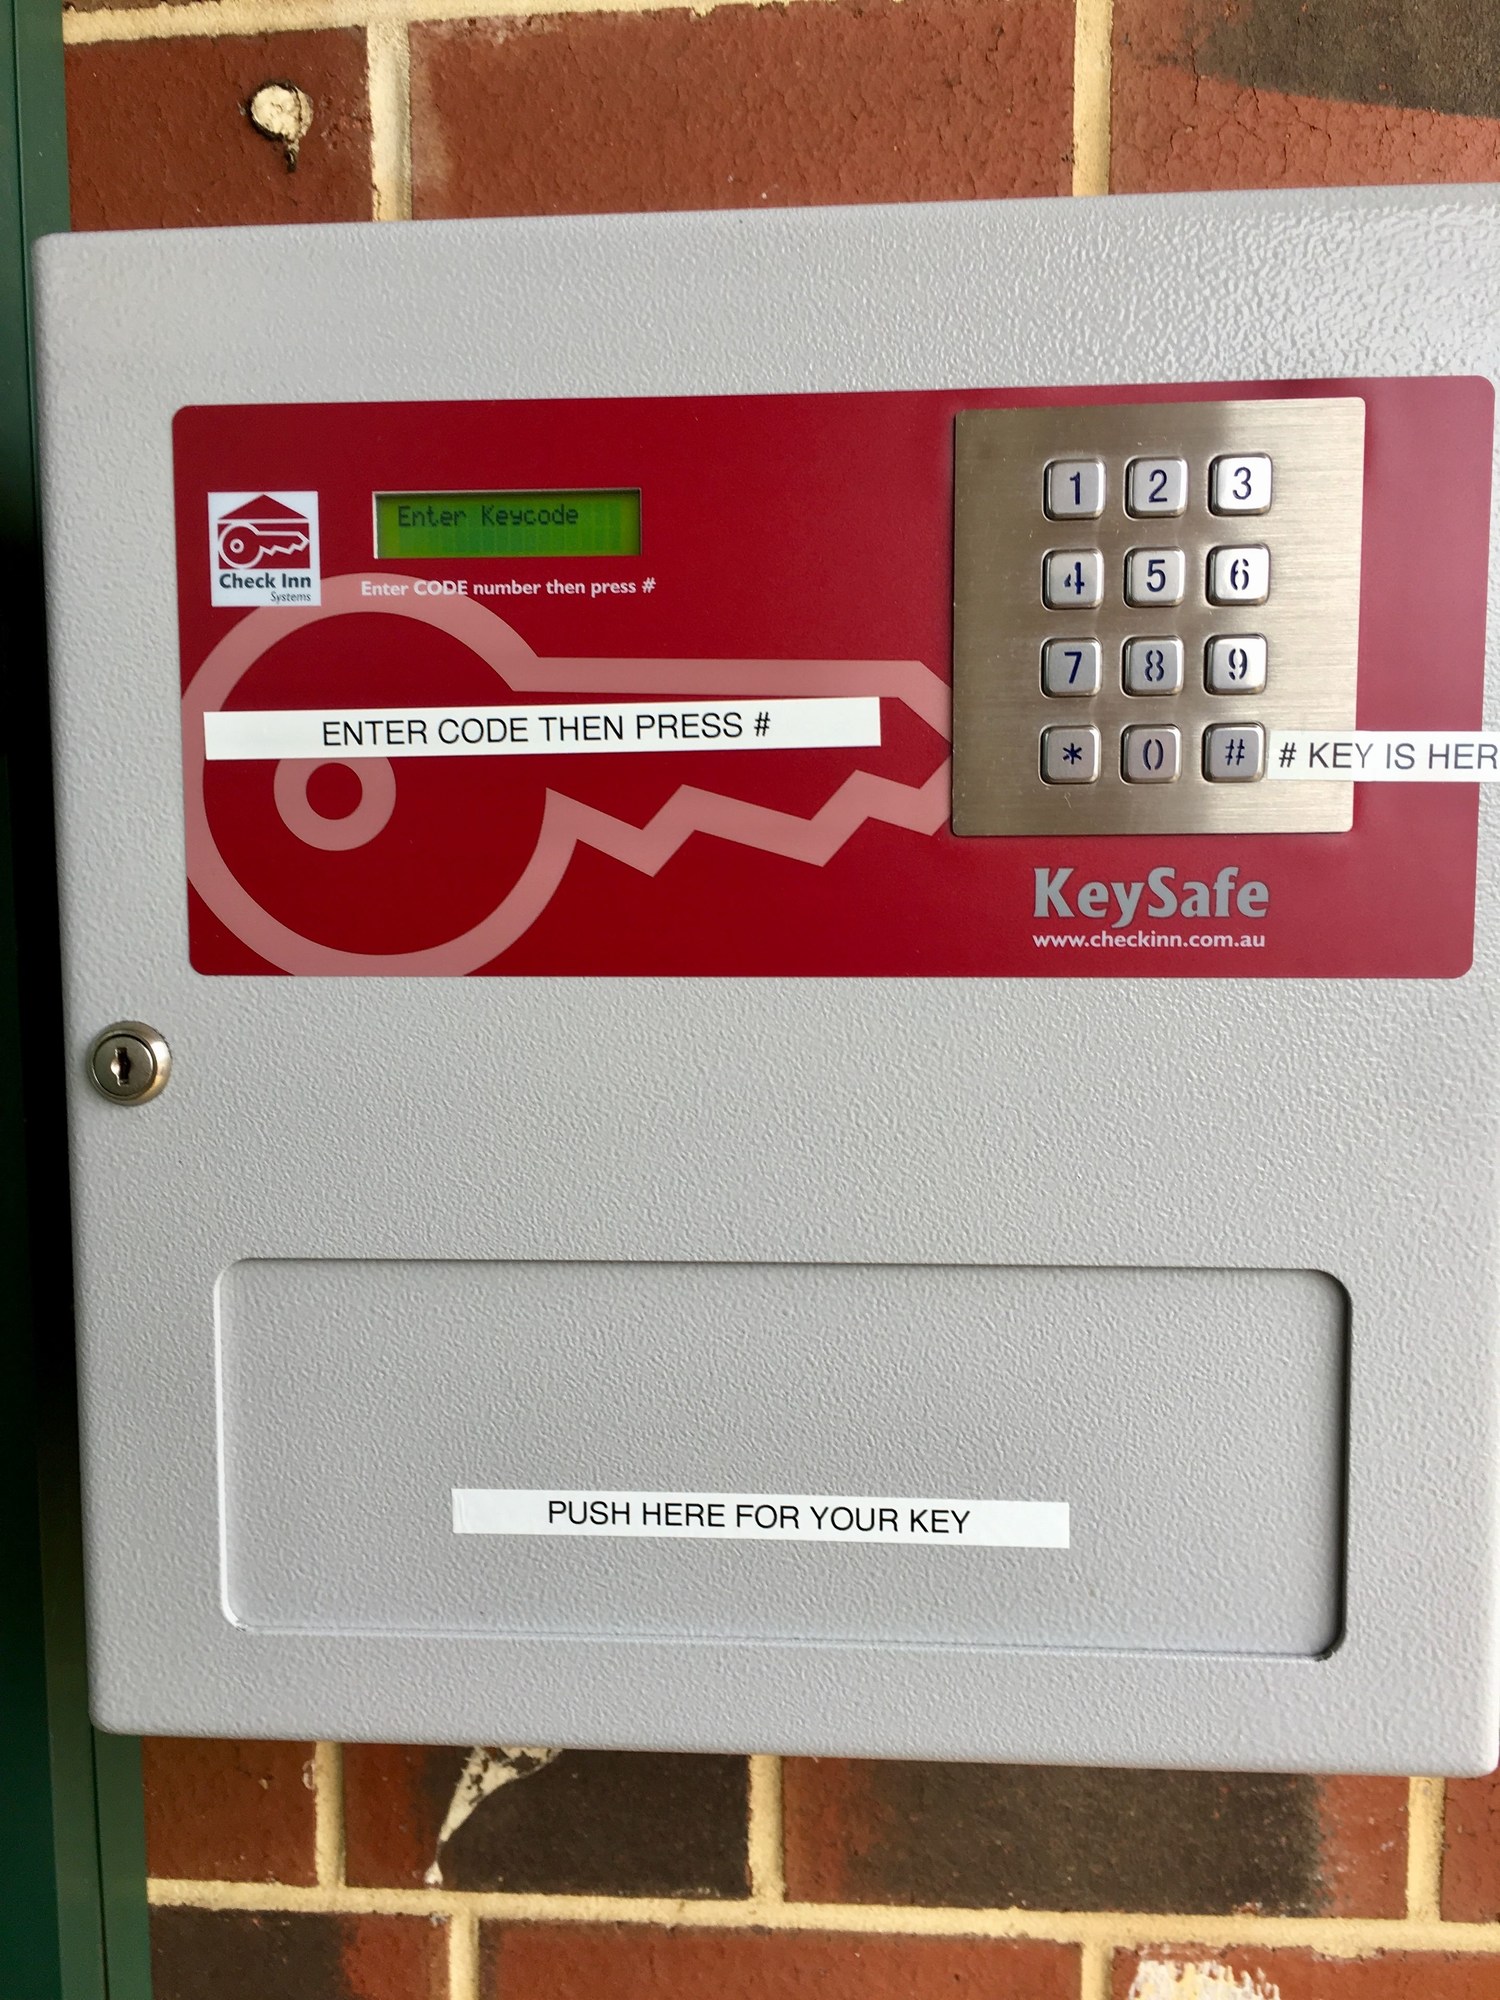 Enter Keycode
Check Inn
Systems
Enter CODE number then press #
ENTER CODE THEN PRESS #
1 2 3
4 5 6
7 8 9
* 0 #
# KEY IS HER
KeySafe
www.checkinn.com.au
PUSH HERE FOR YOUR KEY